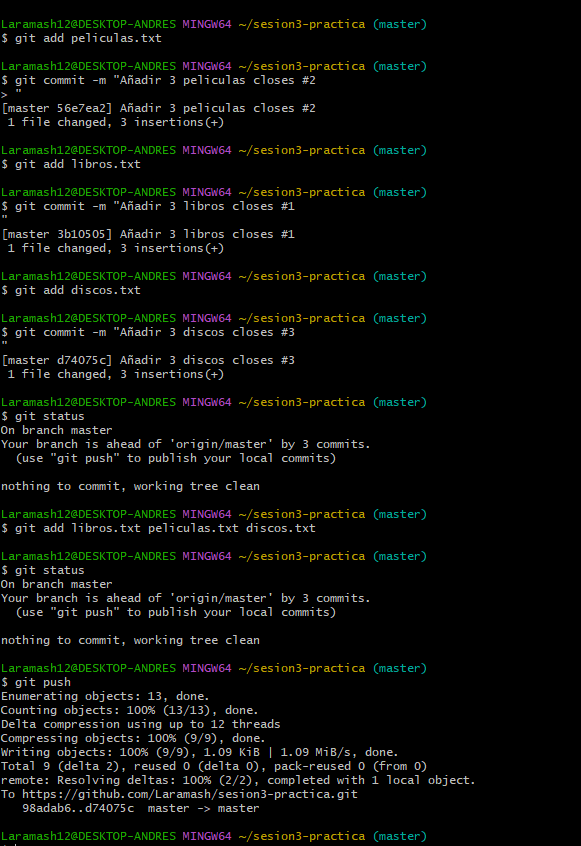 Laramash12@DESKTOP-ANDRES MINGW64 ~/sesion3-practica (master)
$ git add peliculas.txt
Laramash12@DESKTOP-ANDRES MINGW64 ~/sesion3-practica (master)
$ git commit -m "Añadir 3 peliculas closes #2
> "
[master 56e7ea2] Añadir 3 peliculas closes #2
 1 file changed, 3 insertions(+)
Laramash12@DESKTOP-ANDRES MINGW64 ~/sesion3-practica (master)
$ git add libros.txt
Laramash12@DESKTOP-ANDRES MINGW64 ~/sesion3-practica (master)
$ git commit -m "Añadir 3 libros closes #1
"
[master 3b10505] Añadir 3 libros closes #1
 1 file changed, 3 insertions(+)
Laramash12@DESKTOP-ANDRES MINGW64 ~/sesion3-practica (master)
$ git add discos.txt
Laramash12@DESKTOP-ANDRES MINGW64 ~/sesion3-practica (master)
$ git commit -m "Añadir 3 discos closes #3
"
[master d74075c] Añadir 3 discos closes #3
 1 file changed, 3 insertions(+)
Laramash12@DESKTOP-ANDRES MINGW64 ~/sesion3-practica (master)
$ git status
On branch master
Your branch is ahead of 'origin/master' by 3 commits.
  (use "git push" to publish your local commits)
nothing to commit, working tree clean
Laramash12@DESKTOP-ANDRES MINGW64 ~/sesion3-practica (master)
$ git add libros.txt peliculas.txt discos.txt
Laramash12@DESKTOP-ANDRES MINGW64 ~/sesion3-practica (master)
$ git status
On branch master
Your branch is ahead of 'origin/master' by 3 commits.
  (use "git push" to publish your local commits)
nothing to commit, working tree clean
Laramash12@DESKTOP-ANDRES MINGW64 ~/sesion3-practica (master)
$ git push
Enumerating objects: 13, done.
Counting objects: 100% (13/13), done.
Delta compression using up to 12 threads
Compressing objects: 100% (9/9), done.
Writing objects: 100% (9/9), 1.09 KiB | 1.09 MiB/s, done.
Total 9 (delta 2), reused 0 (delta 0), pack-reused 0 (from 0)
remote: Resolving deltas: 100% (2/2), completed with 1 local object.
To https://github.com/Laramash/sesion3-practica.git
   98adab6..d74075c  master -> master
Laramash12@DESKTOP-ANDRES MINGW64 ~/sesion3-practica (master)